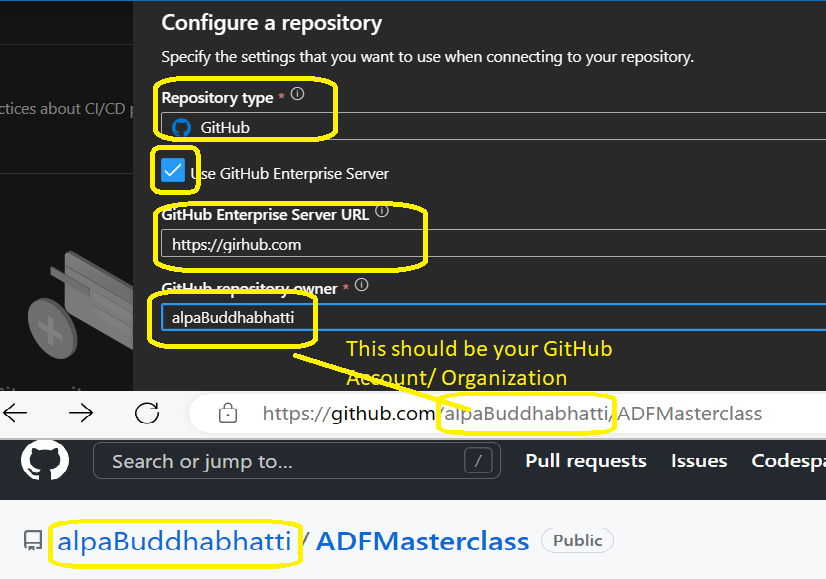 Configure a repository
Specify the settings that you want to use when connecting to your repository.
ctices about CI/CD p
Repository type *
GitHub
Use GitHub Enterprise Server
GitHub Enterprise Server URL
https://girhub.com
GitHub repository owner *
alpaBuddhabhatti
This should be your GitHub
Account/ Organization
https://github.com/alpaBuddhabhatti/ADFMasterclass
Search or jump to... /
Pull requests Issues Codespa
alpaBuddhabhatti / ADFMasterclass Public